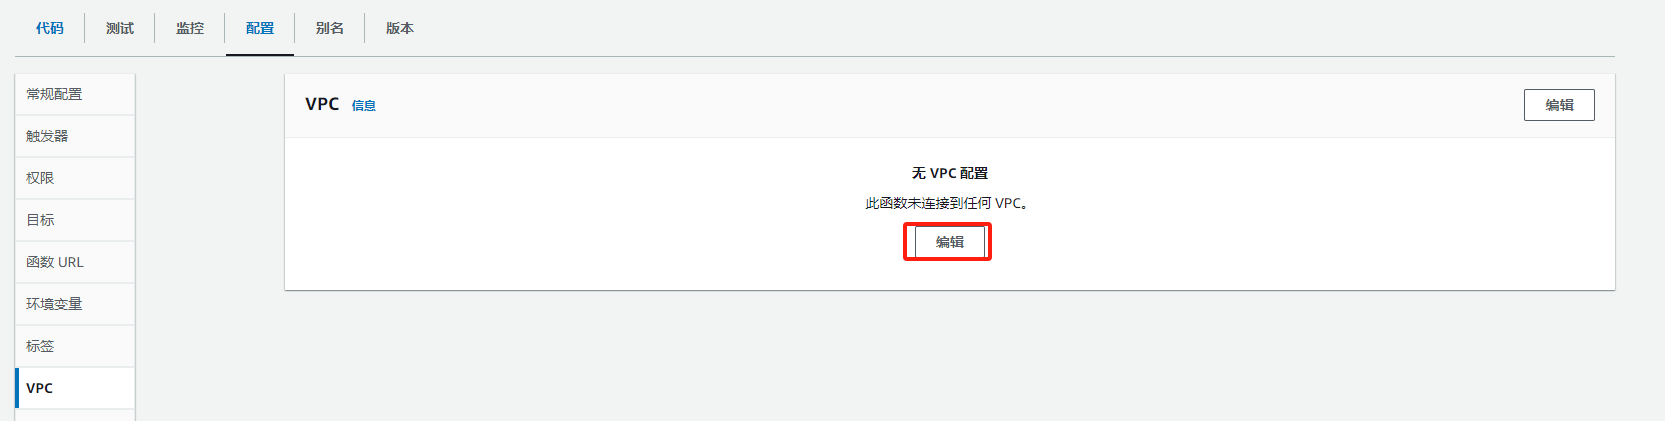 代码 测试 监控 配置 别名 版本
常规配置
触发器
权限
目标
函数 URL
环境变量
标签
VPC
VPC 信息 编辑
无 VPC 配置
此函数未连接到任何 VPC。
编辑